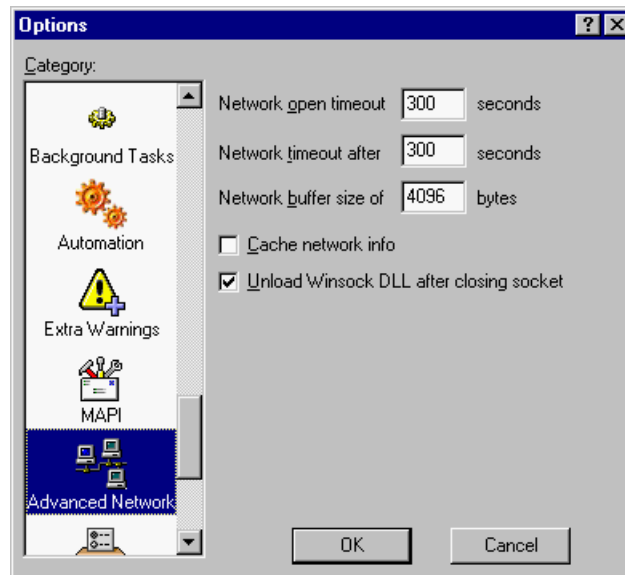 Options
Category:
Background Tasks
Automation
Extra Warnings
MAPI
Advanced Network
Network open timeout 300 seconds
Network timeout after 300 seconds
Network buffer size of 4096 bytes
Cache network info
Unload Winsock DLL after closing socket
OK Cancel